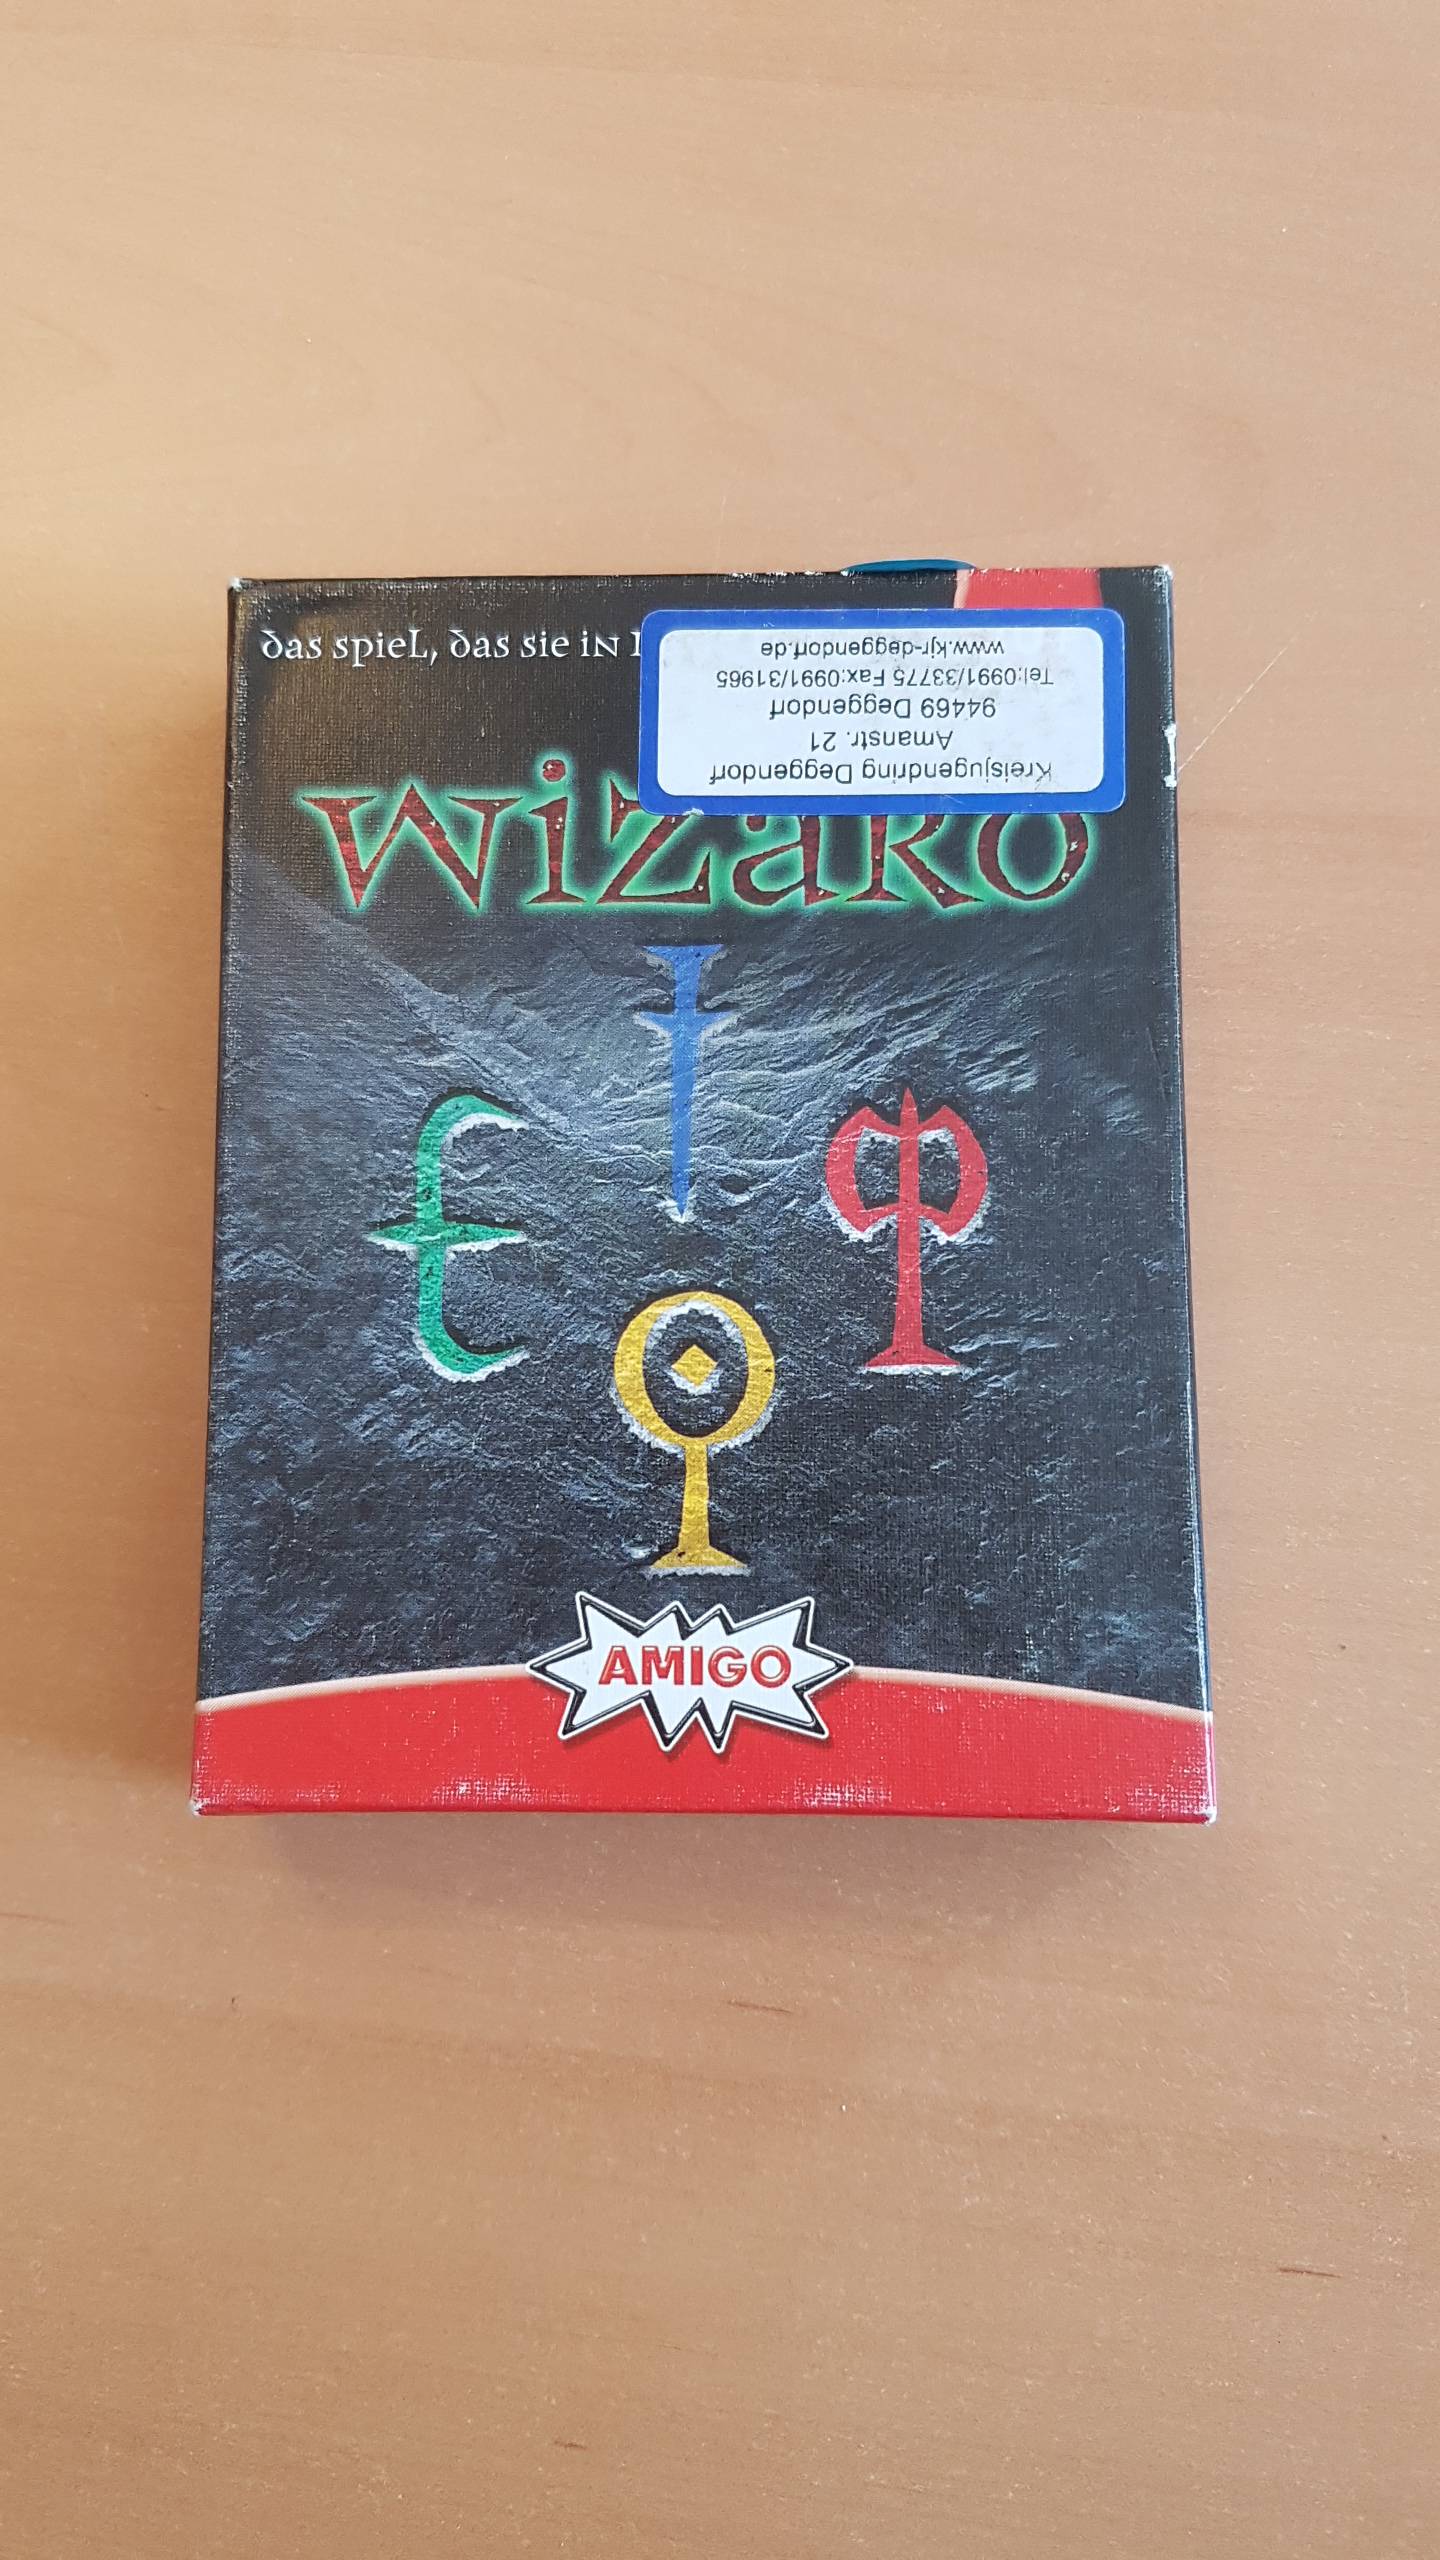 das spiel, das sie in
wizard
AMIGO
Kreisjugendring Deggendorf
Amanstr. 21
94469 Deggendorf
Tel:0991/33775 Fax:0991/31965
www.kjr-deggendorf.de